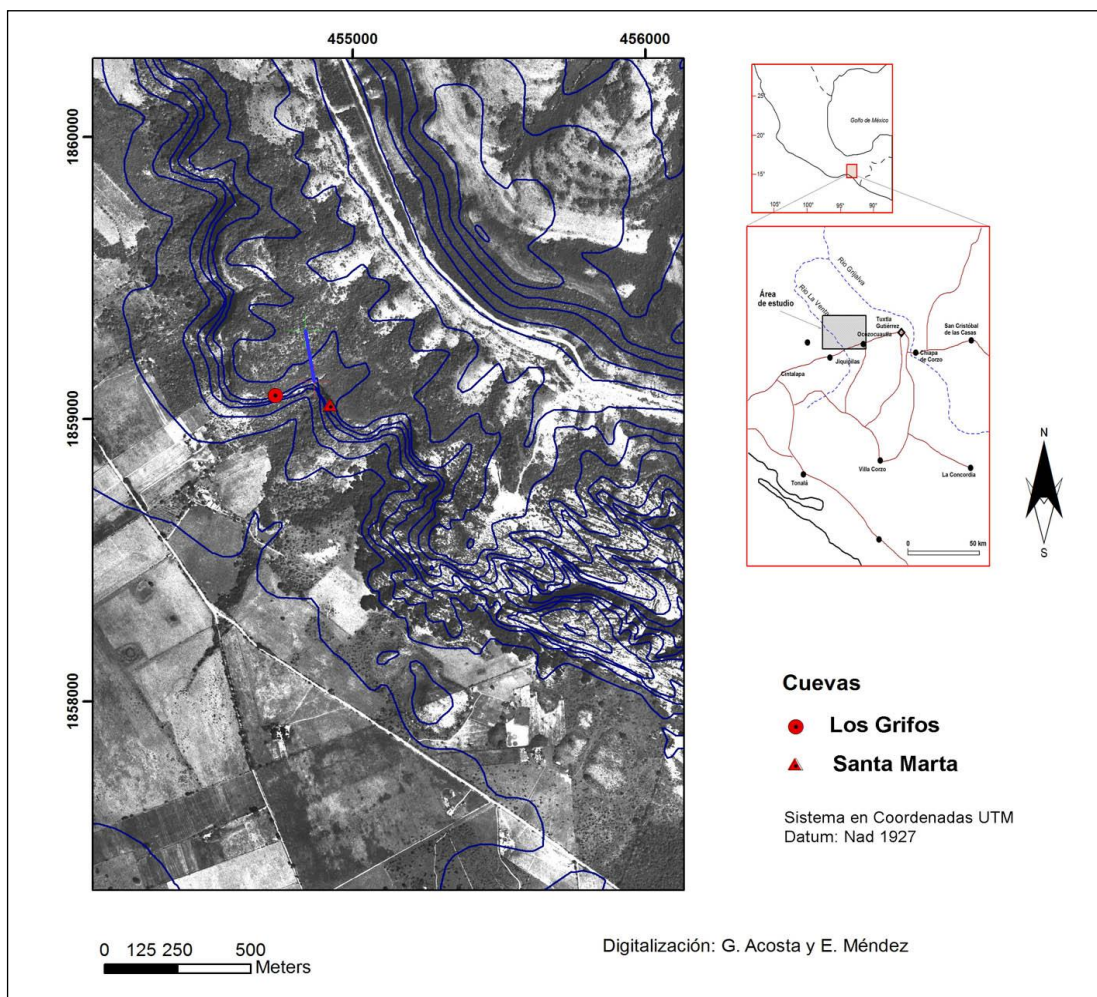 455000
456000
1860000
1859000
1858000
25°
20°
15°
105°
100°
95°
90°
Golfo de México
Río Grijalva
Río La Venta
Área
de estudio
Tuxtla
Gutiérrez
Ocozocuautla
San Cristóbal
de las Casas
Chiapa
de Corzo
Jiquipilas
Cintalapa
Villa Corzo
La Concordia
Tonalá
0
50 km
N
S
Cuevas
Los Grifos
Santa Marta
Sistema en Coordenadas UTM
Datum: Nad 1927
0 125 250 500
Meters
Digitalización: G. Acosta y E. Méndez